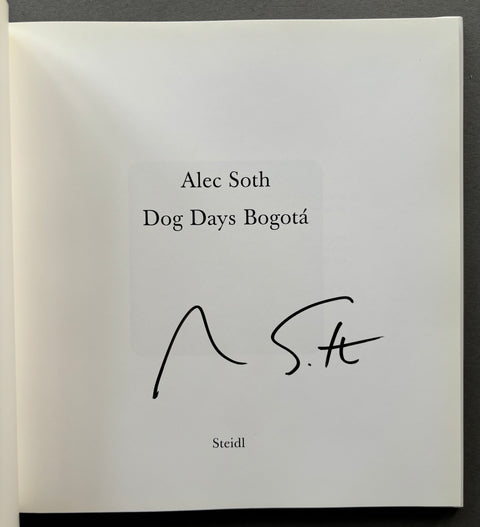 Alec Soth
Dog Days Bogotá
Steidl